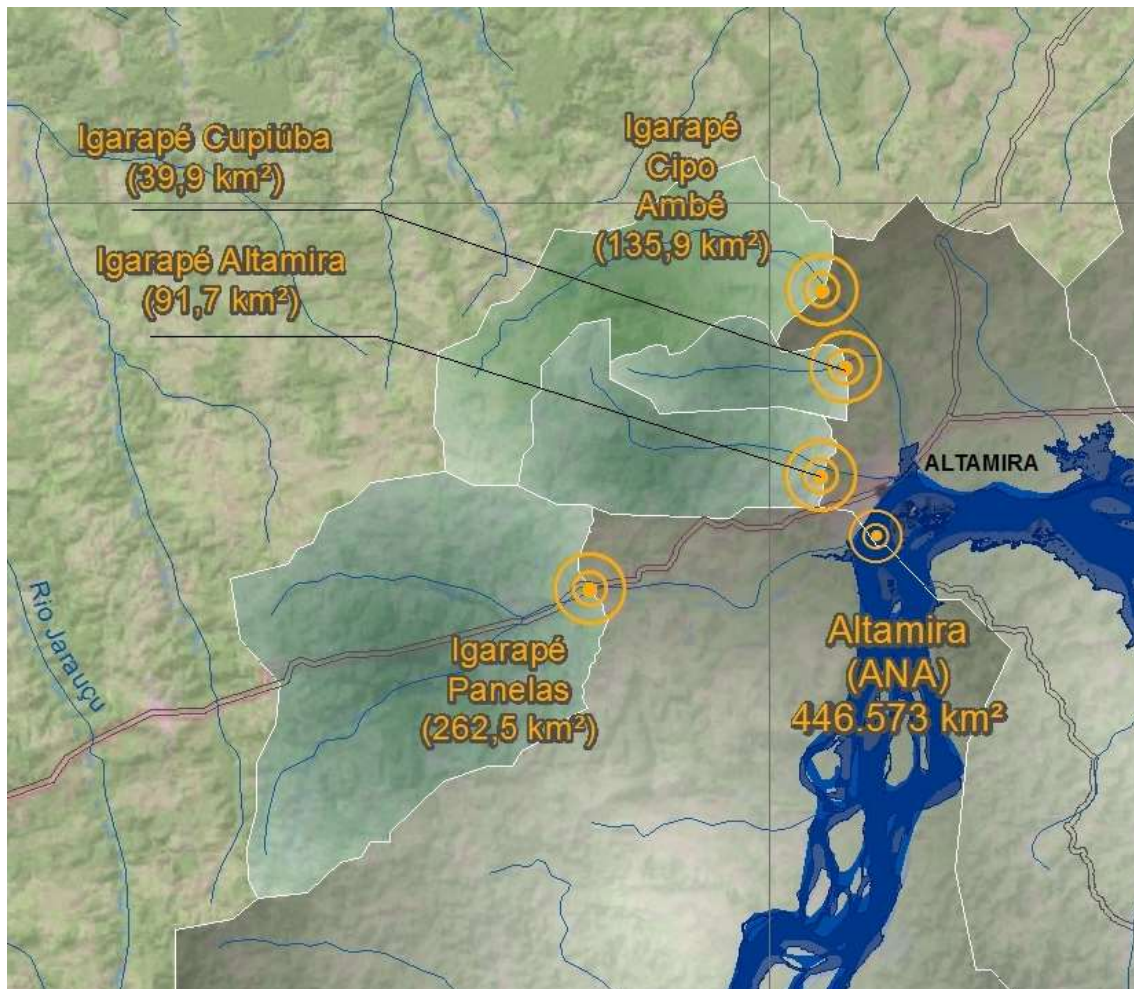 Igarapé Cupiúba
(39,9 km²)
Igarapé
Cipo
Ambé
(135,9 km²)
Igarapé Altamira
(91,7 km²)
ALTAMIRA
Rio Jarauçu
Igarapé
Panelas
(262,5 km²)
Altamira
(ANA)
446.573 km²